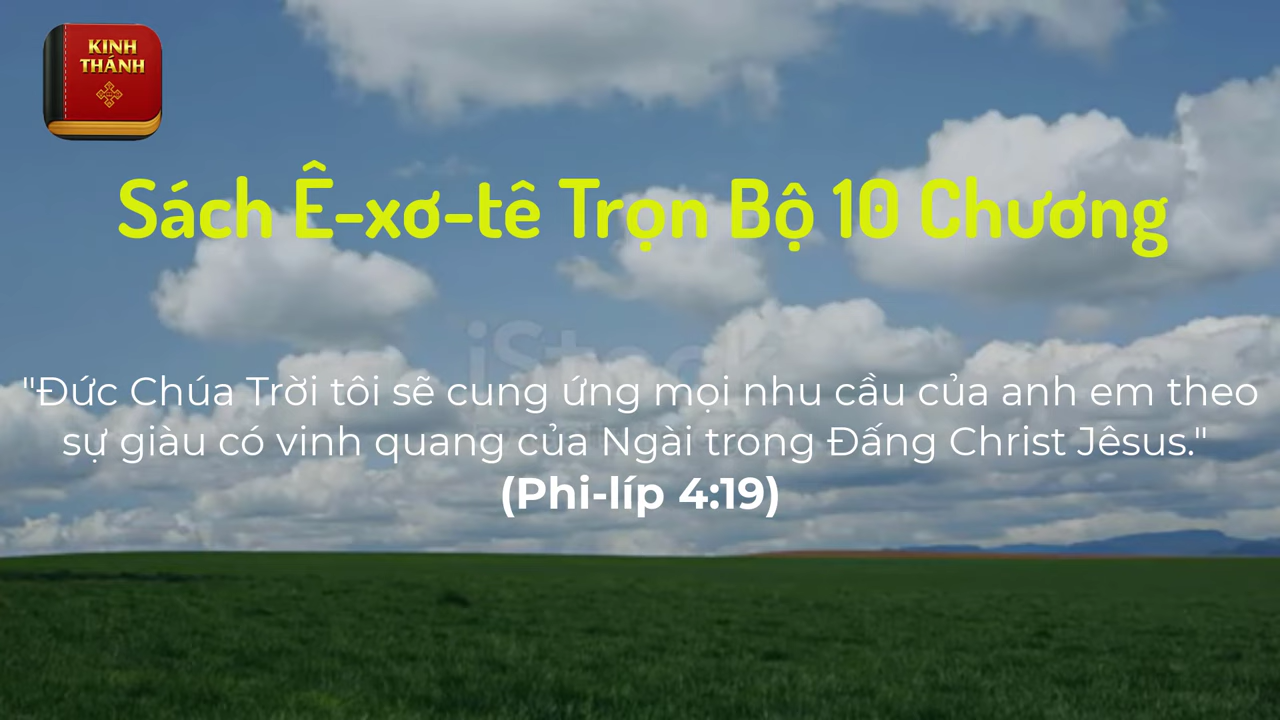 KINH
THÁNH
Sách Ê-xơ-tê Trọn Bộ 10 Chương
iStock
"Đức Chúa Trời tôi sẽ cung ứng mọi nhu cầu của anh em theo
sự giàu có vinh quang của Ngài trong Đấng Christ Jêsus."
(Phi-líp 4:19)